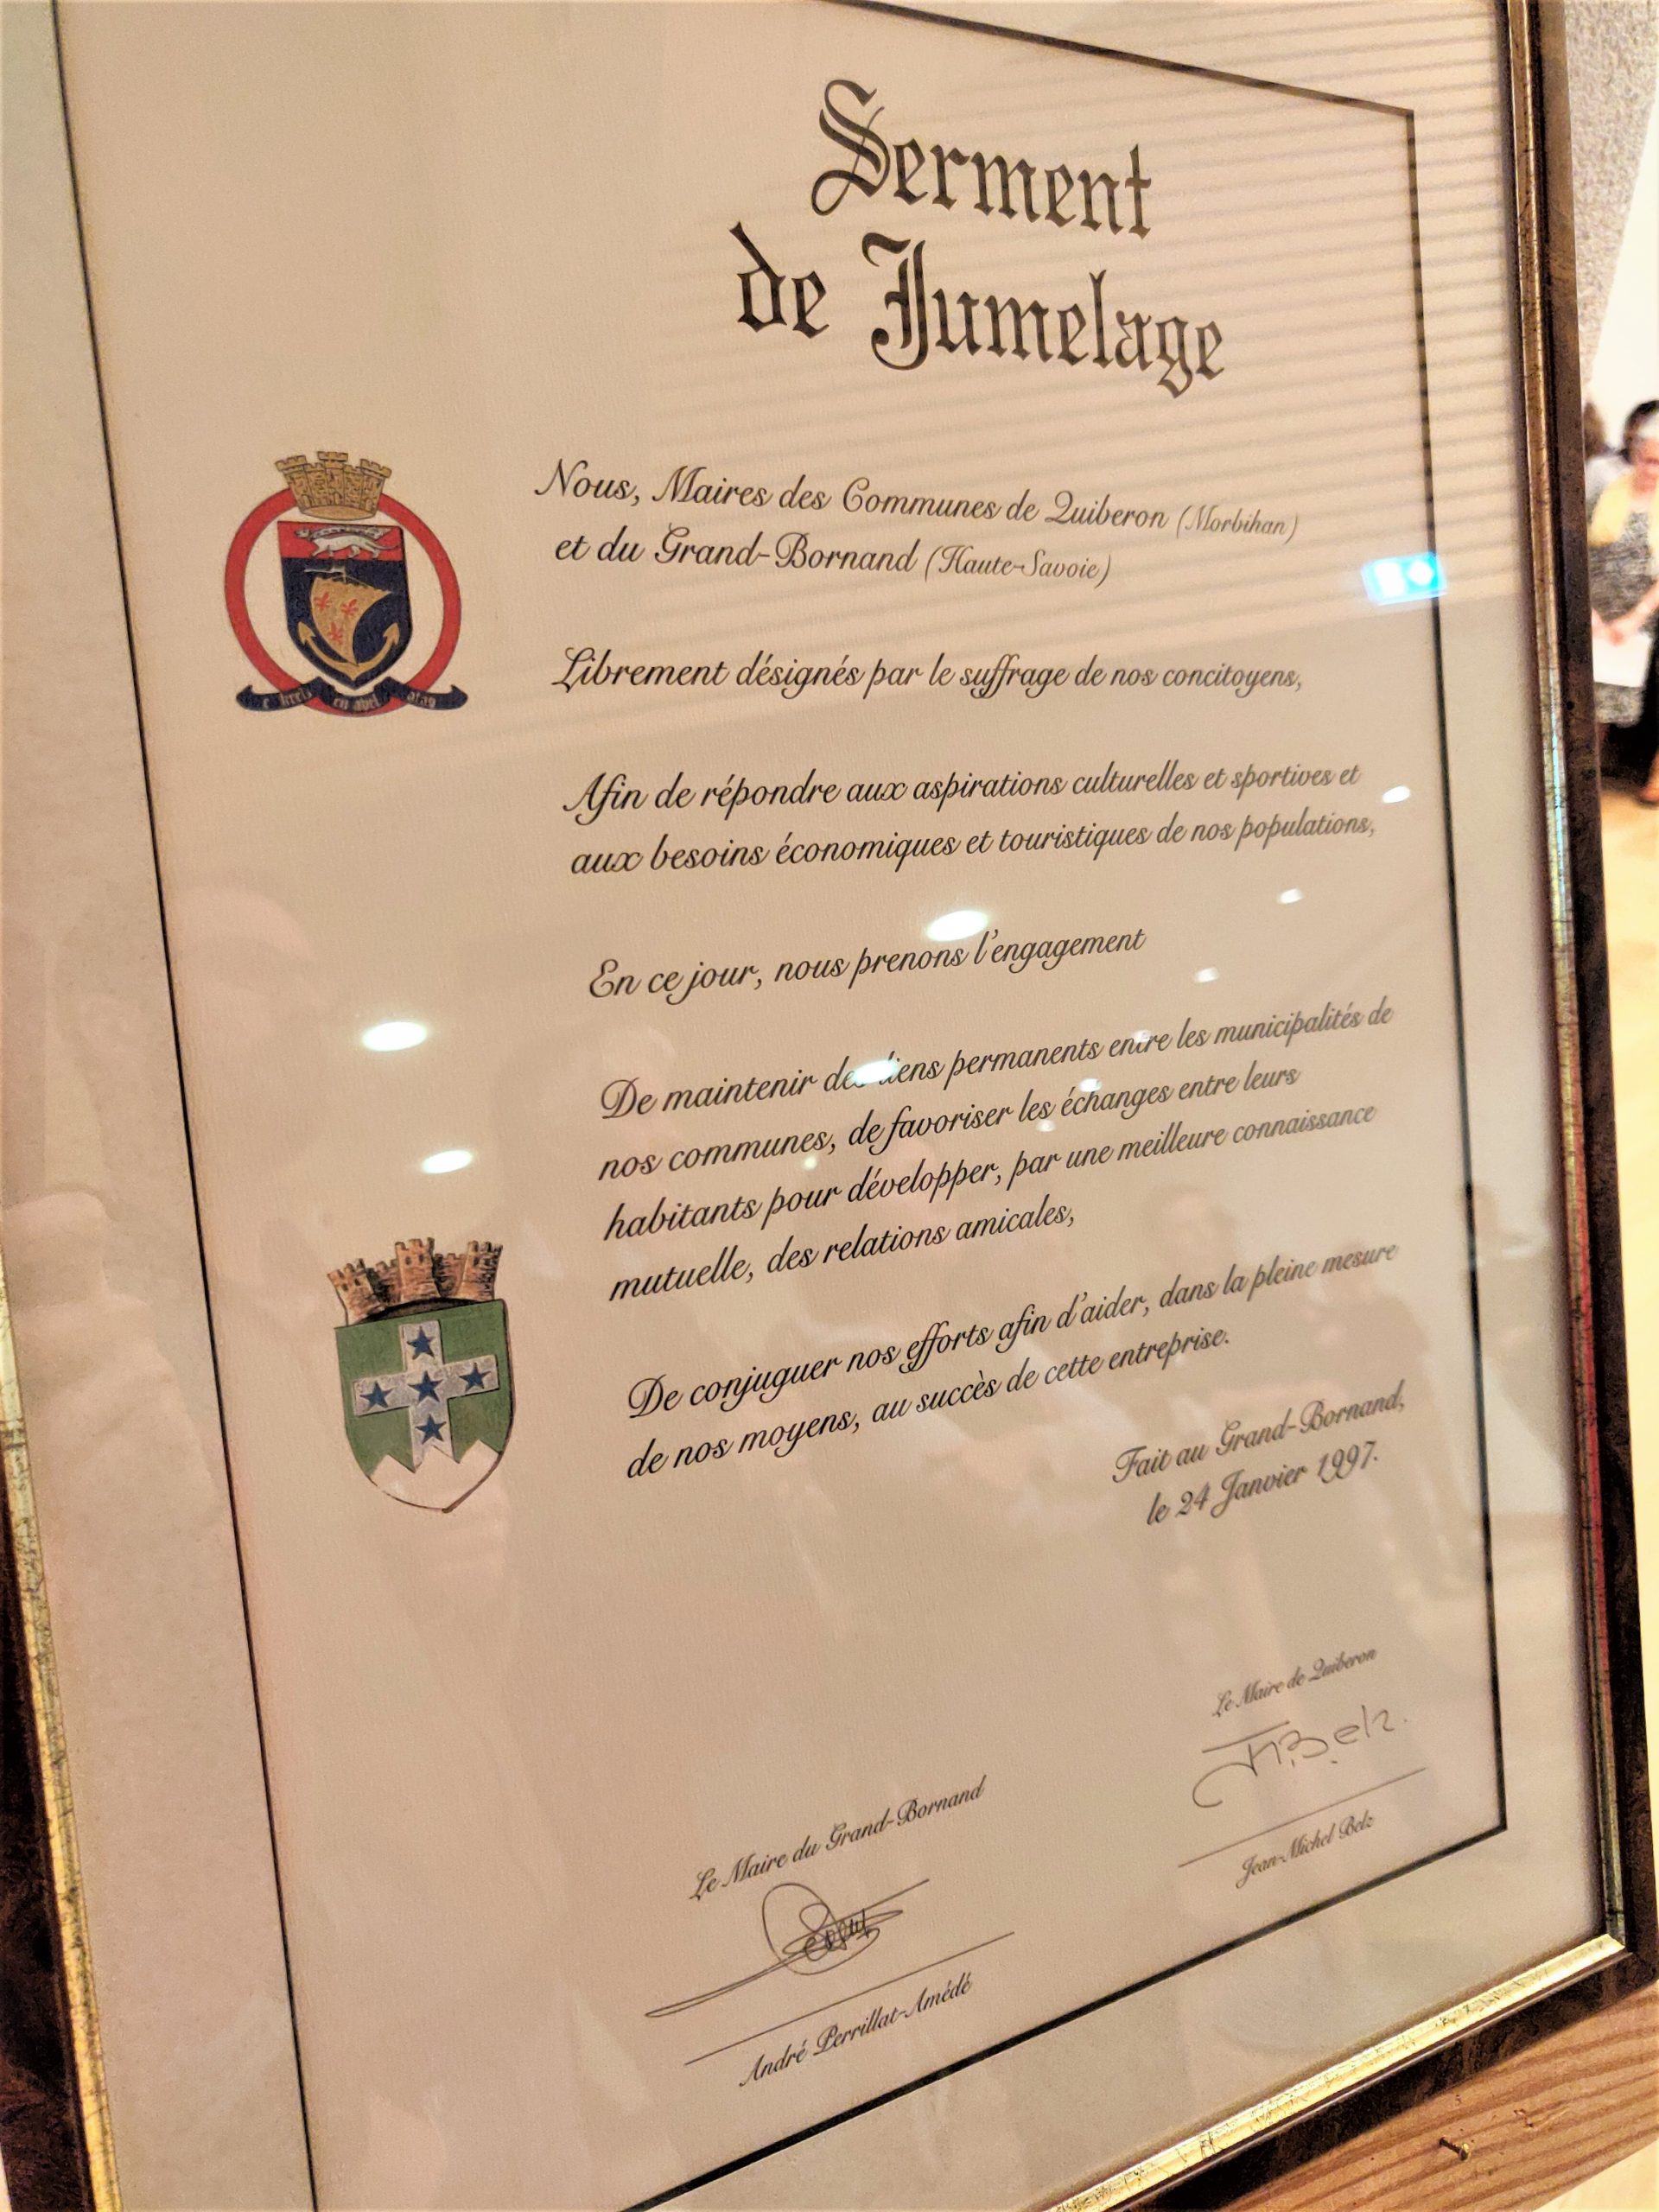 Serment
de Jumelage
Nous, Maires des Communes de Quiberon (Morbihan)
et du Grand-Bornand (Haute-Savoie)
Librement désignés par le suffrage de nos concitoyens,
Afin de répondre aux aspirations culturelles et sportives et
aux besoins économiques et touristiques de nos populations,
En ce jour, nous prenons l'engagement
De maintenir des liens permanents entre les municipalités de
nos communes, de favoriser les échanges entre leurs
habitants pour développer, par une meilleure connaissance
mutuelle, des relations amicales,
De conjuguer nos efforts afin d'aider, dans la pleine mesure
de nos moyens, au succès de cette entreprise.
Fait au Grand-Bornand,
le 24 Janvier 1997.
Le Maire de Quiberon
Jean-Michel Belz
Le Maire du Grand-Bornand
André Perrillat-Amédé